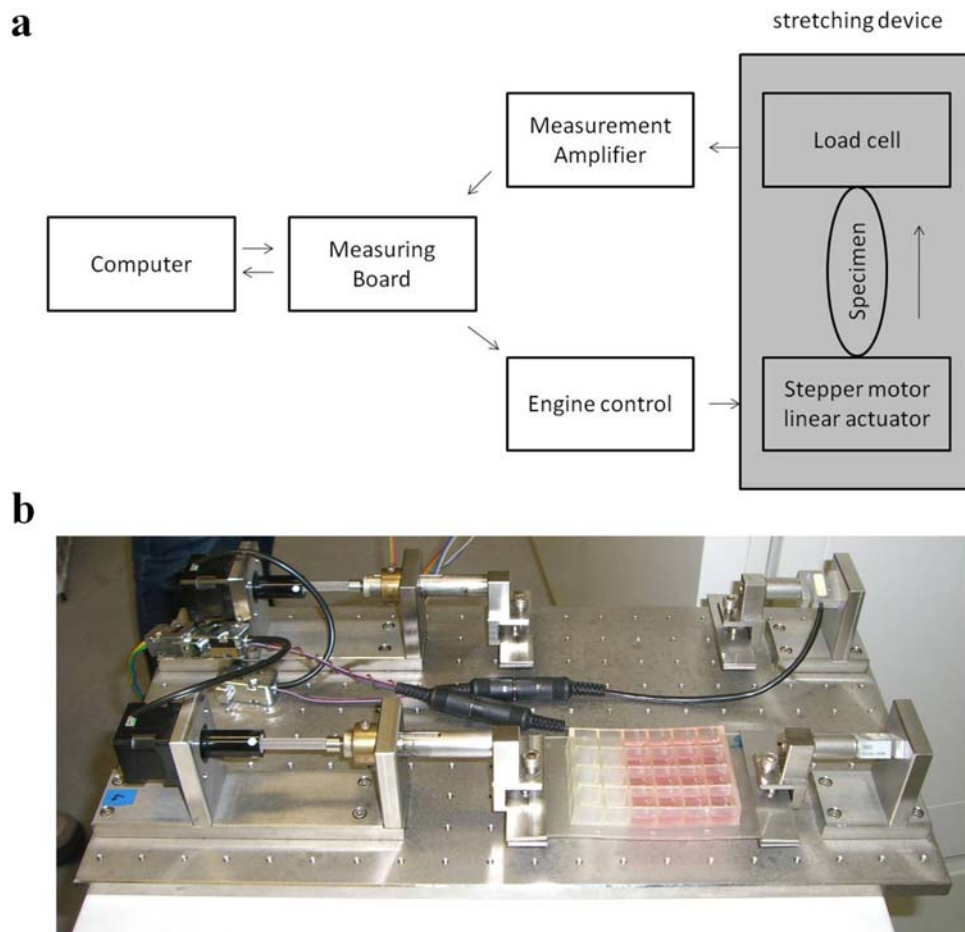 a
stretching device
Measurement
Amplifier
Load cell
Computer
Measuring
Board
Specimen
Engine control
Stepper motor
linear actuator
b